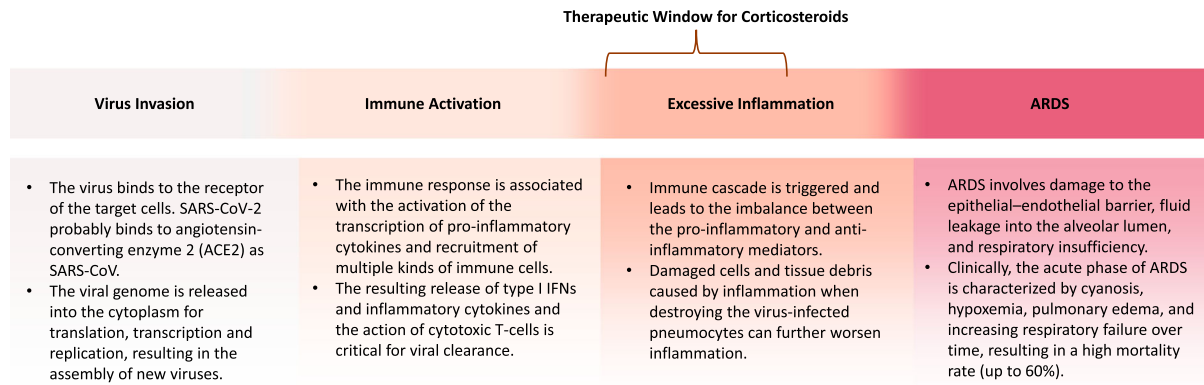 Therapeutic Window for Corticosteroids
Virus Invasion
Immune Activation
Excessive Inflammation
ARDS
• The virus binds to the receptor
of the target cells. SARS-CoV-2
probably binds to angiotensin-
converting enzyme 2 (ACE2) as
SARS-CoV.
• The viral genome is released
into the cytoplasm for
translation, transcription and
replication, resulting in the
assembly of new viruses.
• The immune response is associated
with the activation of the
transcription of pro-inflammatory
cytokines and recruitment of
multiple kinds of immune cells.
• The resulting release of type I IFNs
and inflammatory cytokines and
the action of cytotoxic T-cells is
critical for viral clearance.
• Immune cascade is triggered and
leads to the imbalance between
the pro-inflammatory and anti-
inflammatory mediators.
• Damaged cells and tissue debris
caused by inflammation when
destroying the virus-infected
pneumocytes can further worsen
inflammation.
• ARDS involves damage to the
epithelial–endothelial barrier, fluid
leakage into the alveolar lumen,
and respiratory insufficiency.
• Clinically, the acute phase of ARDS
is characterized by cyanosis,
hypoxemia, pulmonary edema, and
increasing respiratory failure over
time, resulting in a high mortality
rate (up to 60%).